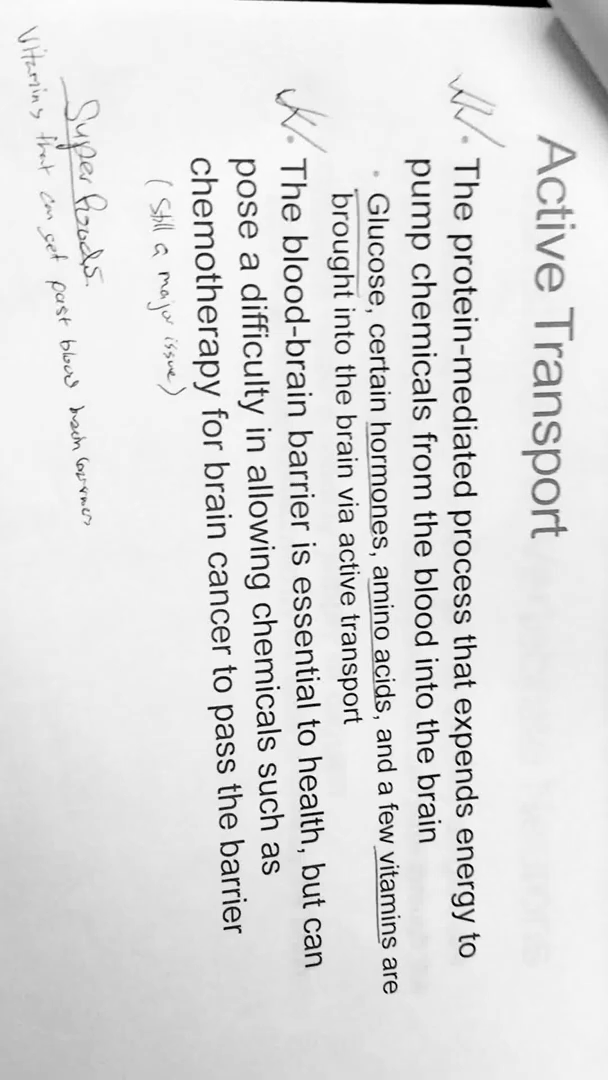 Active Transport
• The protein-mediated process that expends energy to
pump chemicals from the blood into the brain
• Glucose, certain hormones, amino acids, and a few vitamins are
brought into the brain via active transport
• The blood-brain barrier is essential to health, but can
pose a difficulty in allowing chemicals such as
chemotherapy for brain cancer to pass the barrier
(Still a major issue)
Super foods.
Vitamins that can get past blood brain